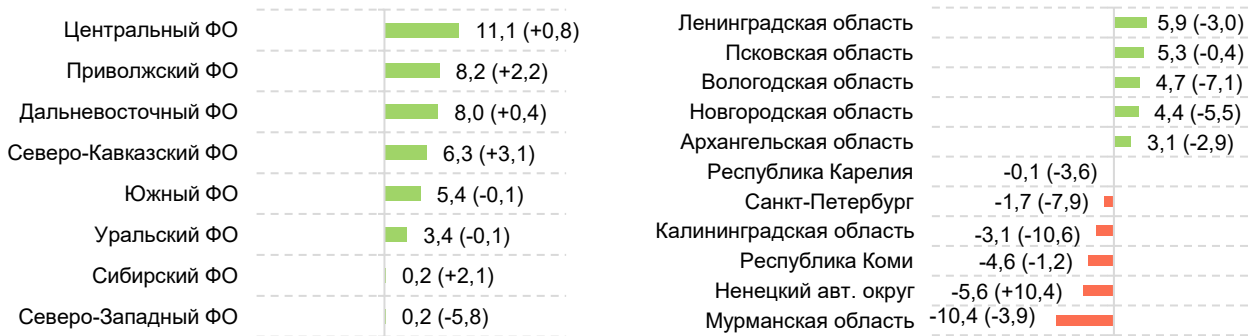 Центральный ФО 11,1 (+0,8)
Приволжский ФО 8,2 (+2,2)
Дальневосточный ФО 8,0 (+0,4)
Северо-Кавказский ФО 6,3 (+3,1)
Южный ФО 5,4 (-0,1)
Уральский ФО 3,4 (-0,1)
Сибирский ФО 0,2 (+2,1)
Северо-Западный ФО 0,2 (-5,8)
Ленинградская область 5,9 (-3,0)
Псковская область 5,3 (-0,4)
Вологодская область 4,7 (-7,1)
Новгородская область 4,4 (-5,5)
Архангельская область 3,1 (-2,9)
Республика Карелия -0,1 (-3,6)
Санкт-Петербург -1,7 (-7,9)
Калининградская область -3,1 (-10,6)
Республика Коми -4,6 (-1,2)
Ненецкий авт. округ -5,6 (+10,4)
Мурманская область -10,4 (-3,9)